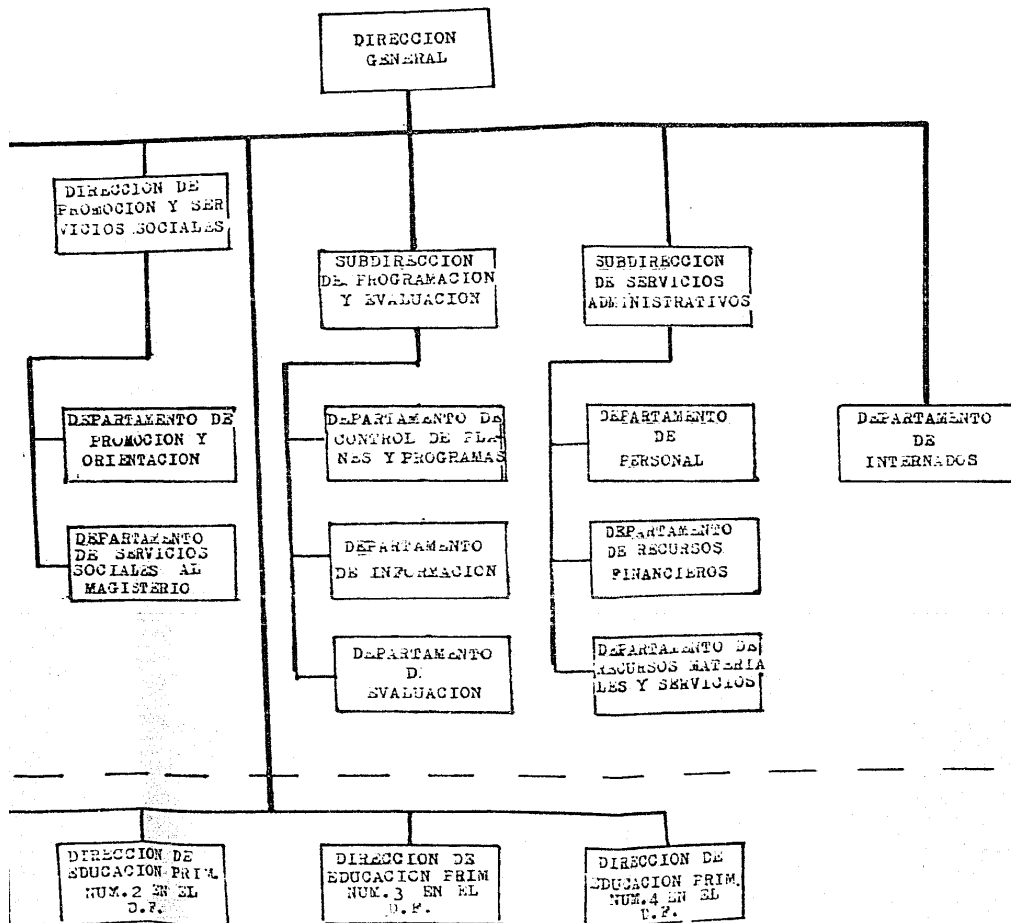 DIRECCION
GENERAL
DIRECCION DE
PROMOCION Y SER
VICIOS SOCIALES
SUBDIRECCION
DE PROGRAMACION
Y EVALUACION
SUBDIRECCION
DE SERVICIOS
ADMINISTRATIVOS
DEPARTAMENTO DE
PROMOCION Y
ORIENTACION
DEPARTAMENTO DE
CONTROL DE PLA
NES Y PROGRAMAS
DEPARTAMENTO
DE
PERSONAL
DEPARTAMENTO
DE
INTERNADOS
DEPARTAMENTO
DE SERVICIOS
SOCIALES AL
MAGISTERIO
DEPARTAMENTO
DE INFORMACION
DEPARTAMENTO
DE RECURSOS
FINANCIEROS
DEPARTAMENTO
D.
EVALUACION
DEPARTAMENTO DE
RECURSOS MATERIA
LES Y SERVICIOS
DIRECCION DE
EDUCACION PRIM.
NUM.2 EN EL
D.F.
DIRECCION DE
EDUCACION PRIM
NUM.3 EN EL
D.F.
DIRECCION DE
EDUCACION PRIM.
NUM.4 EN EL
D.F.